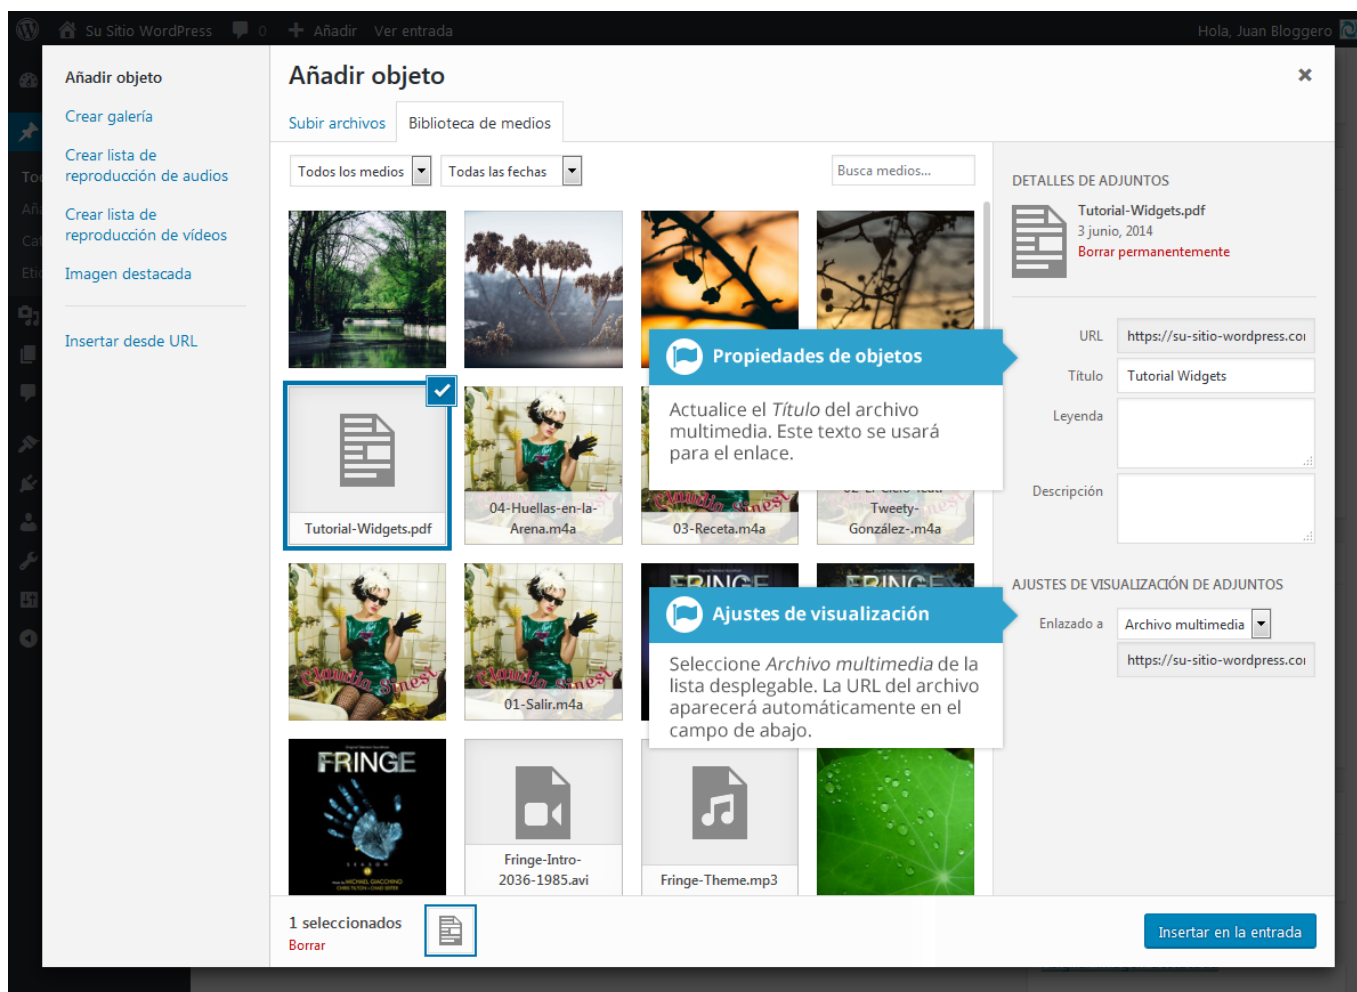 Su Sitio WordPress
0
Añadir
Ver entrada
Hola, Juan Bloggero
Añadir objeto
Crear galería
Crear lista de
reproducción de audios
Crear lista de
reproducción de vídeos
Imagen destacada
Insertar desde URL
Añadir objeto
Subir archivos
Biblioteca de medios
Todos los medios
Todas las fechas
Busca medios...
Tutorial-Widgets.pdf
04-Huellas-en-la-
Arena.m4a
03-Receta.m4a
Tweety-
González-.m4a
Claudia Sinest
Claudia Sinest
01-Salir.m4a
FRINGE
FRINGE
FRINGE
SEASON
Fringe-Intro-
2036-1985.avi
Fringe-Theme.mp3
Propiedades de objetos
Actualice el Título del archivo
multimedia. Este texto se usará
para el enlace.
Ajustes de visualización
Seleccione Archivo multimedia de la
lista desplegable. La URL del archivo
aparecerá automáticamente en el
campo de abajo.
DETALLES DE ADJUNTOS
Tutorial-Widgets.pdf
3 junio, 2014
Borrar permanentemente
URL
https://su-sitio-wordpress.co
Título
Tutorial Widgets
Leyenda
Descripción
AJUSTES DE VISUALIZACIÓN DE ADJUNTOS
Enlazado a
Archivo multimedia
https://su-sitio-wordpress.co
1 seleccionados
Borrar
Insertar en la entrada